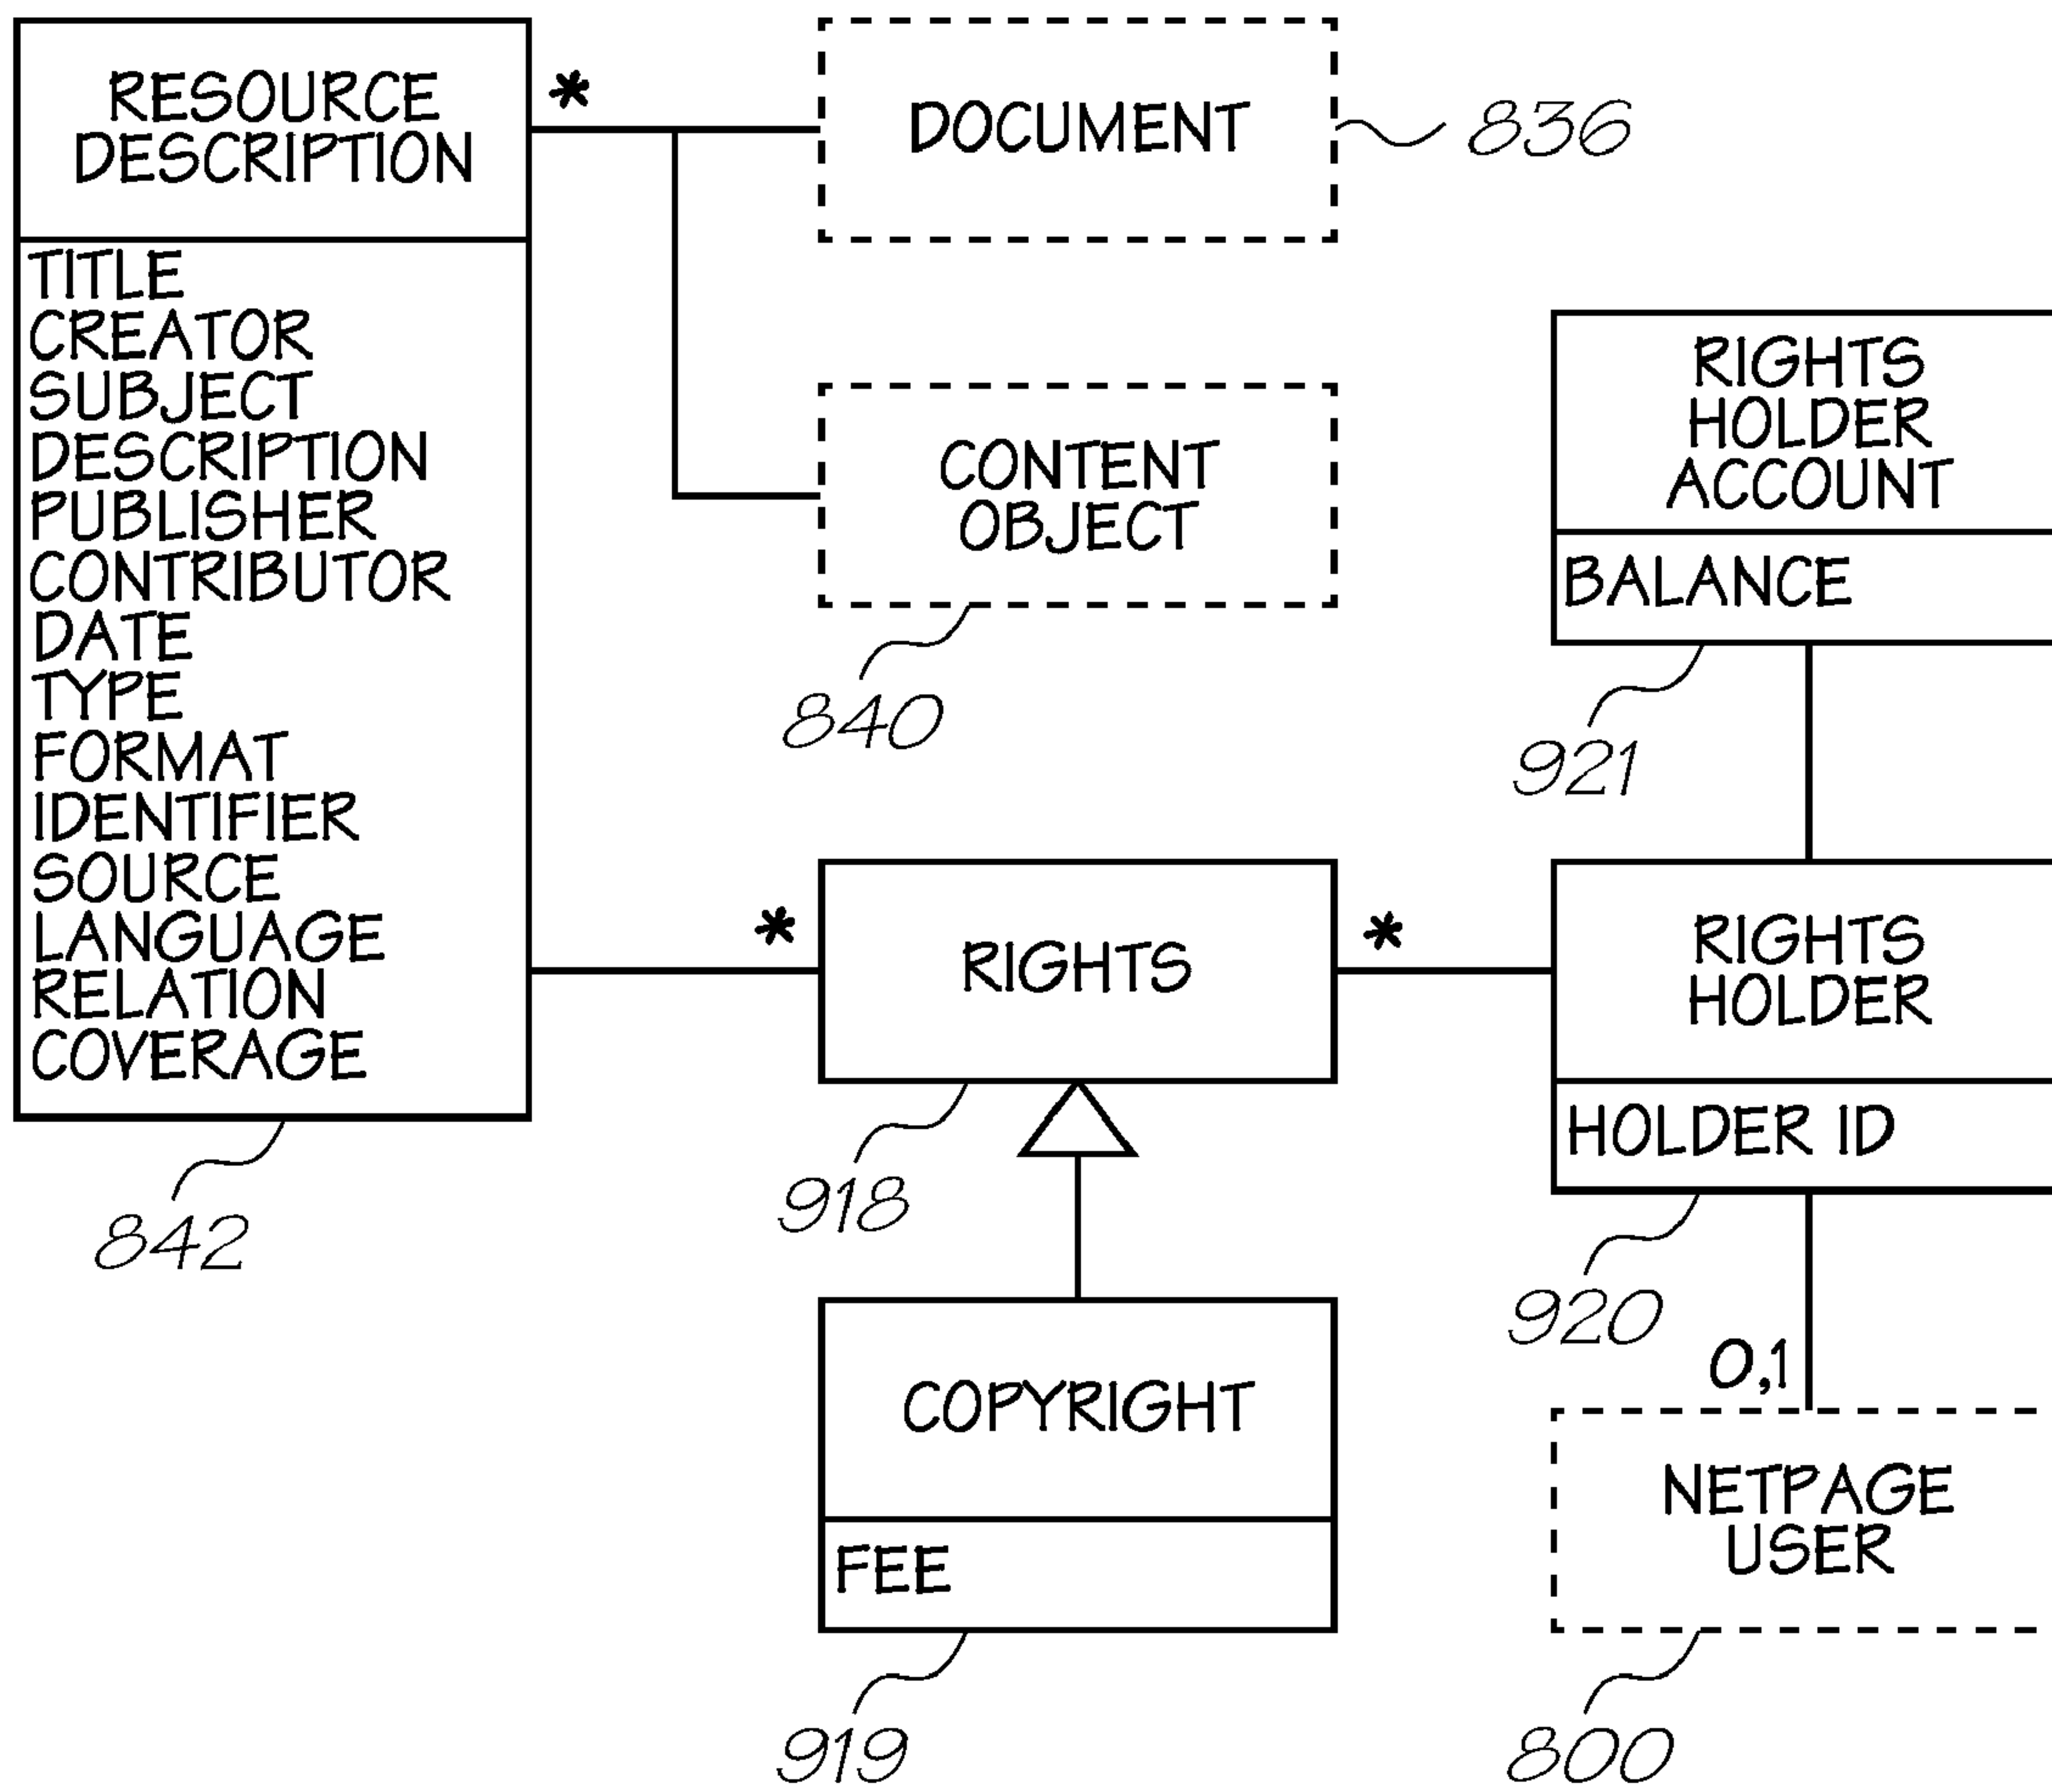 RESOURCE
DESCRIPTION
TITLE
CREATOR
SUBJECT
DESCRIPTION
PUBLISHER
CONTRIBUTOR
DATE
TYPE
FORMAT
IDENTIFIER
SOURCE
LANGUAGE
RELATION
COVERAGE
842
*
DOCUMENT
836
CONTENT
OBJECT
840
RIGHTS
HOLDER
ACCOUNT
BALANCE
921
*
RIGHTS
918
*
RIGHTS
HOLDER
HOLDER ID
920
COPYRIGHT
FEE
919
0,1
NETPAGE
USER
800